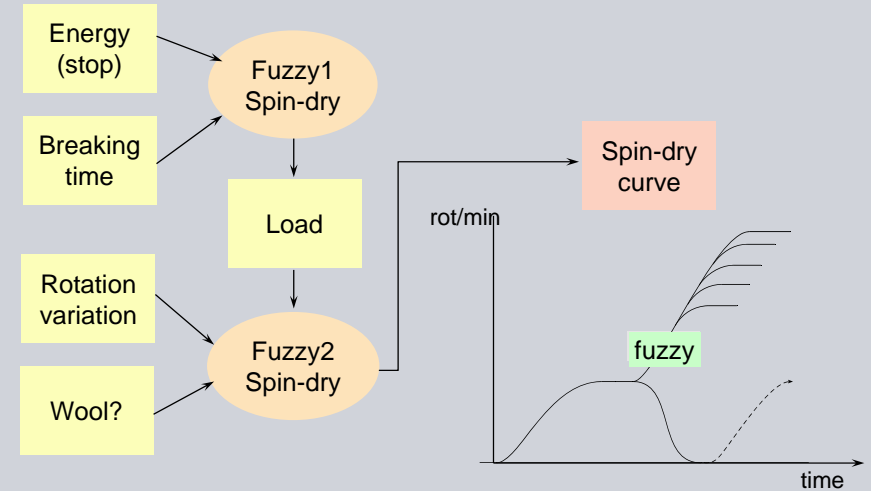 Energy
(stop)
Fuzzy1
Spin-dry
Breaking
time
Spin-dry
curve
Load
rot/min
Rotation
variation
Fuzzy2
Spin-dry
fuzzy
Wool?
time